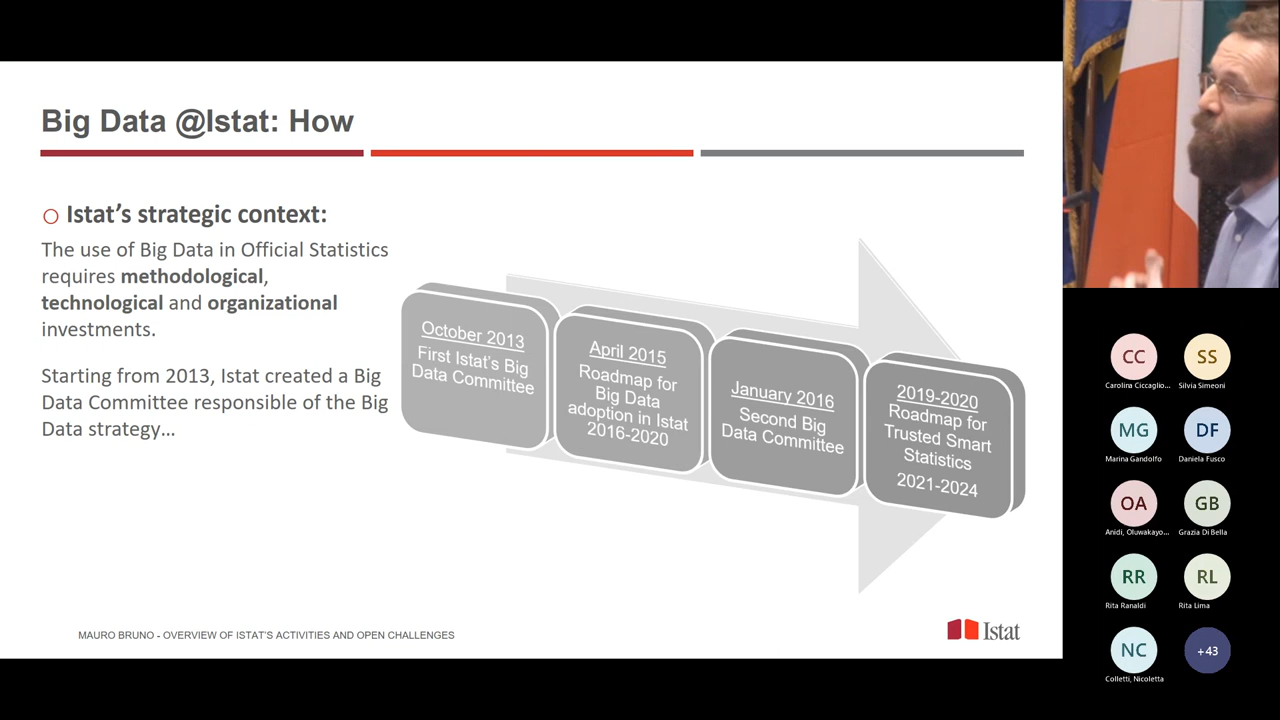 Big Data @Istat: How
Istat's strategic context:
The use of Big Data in Official Statistics
requires methodological,
technological and organizational
investments.
Starting from 2013, Istat created a Big
Data Committee responsible of the Big
Data strategy…
October 2013
First Istat's Big
Data Committee
April 2015
Roadmap for
Big Data
adoption in Istat
2016-2020
January 2016
Second Big
Data Committee
2019-2020
Roadmap for
Trusted Smart
Statistics
2021-2024
MAURO BRUNO - OVERVIEW OF ISTAT'S ACTIVITIES AND OPEN CHALLENGES
Istat
CC
Carolina Ciccaglio...
SS
Silvia Simeoni
MG
Marina Gandolfo
DF
Daniela Fusco
OA
Anidi, Oluwakayo...
GB
Grazia Di Bella
RR
Rita Ranaldi
RL
Rita Lima
NC
Colletti, Nicoletta
+43